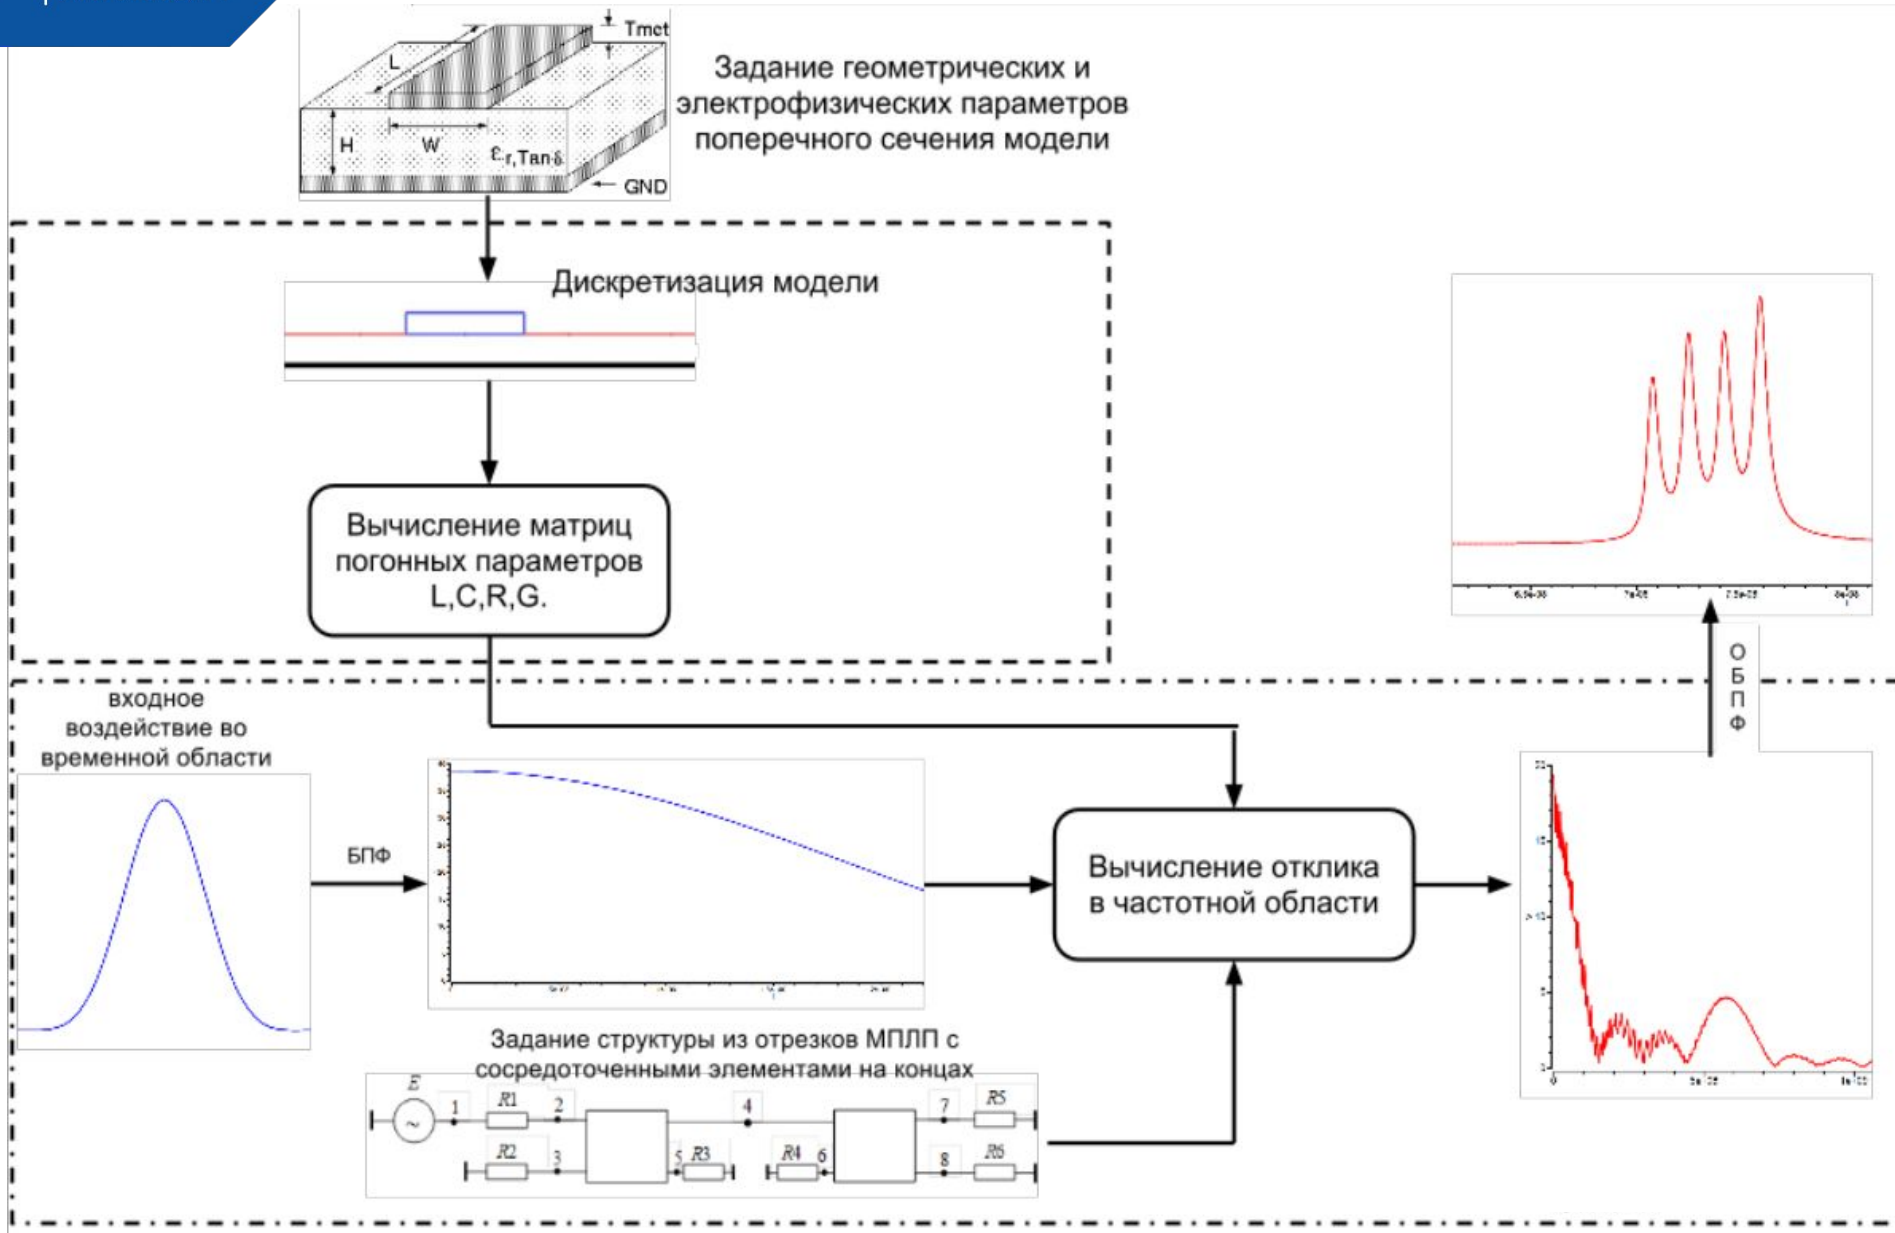 Tmet
L
H
W
εr,Tanδ
GND
Задание геометрических и
электрофизических параметров
поперечного сечения модели
Дискретизация модели
Вычисление матриц
погонных параметров
L,C,R,G.
О
Б
П
Ф
входное
воздействие во
временной области
БПФ
Вычисление отклика
в частотной области
Задание структуры из отрезков МПЛП с
сосредоточенными элементами на концах
E
~
1
R1
2
4
7
R5
R2
3
5
R3
R4
6
8
R6